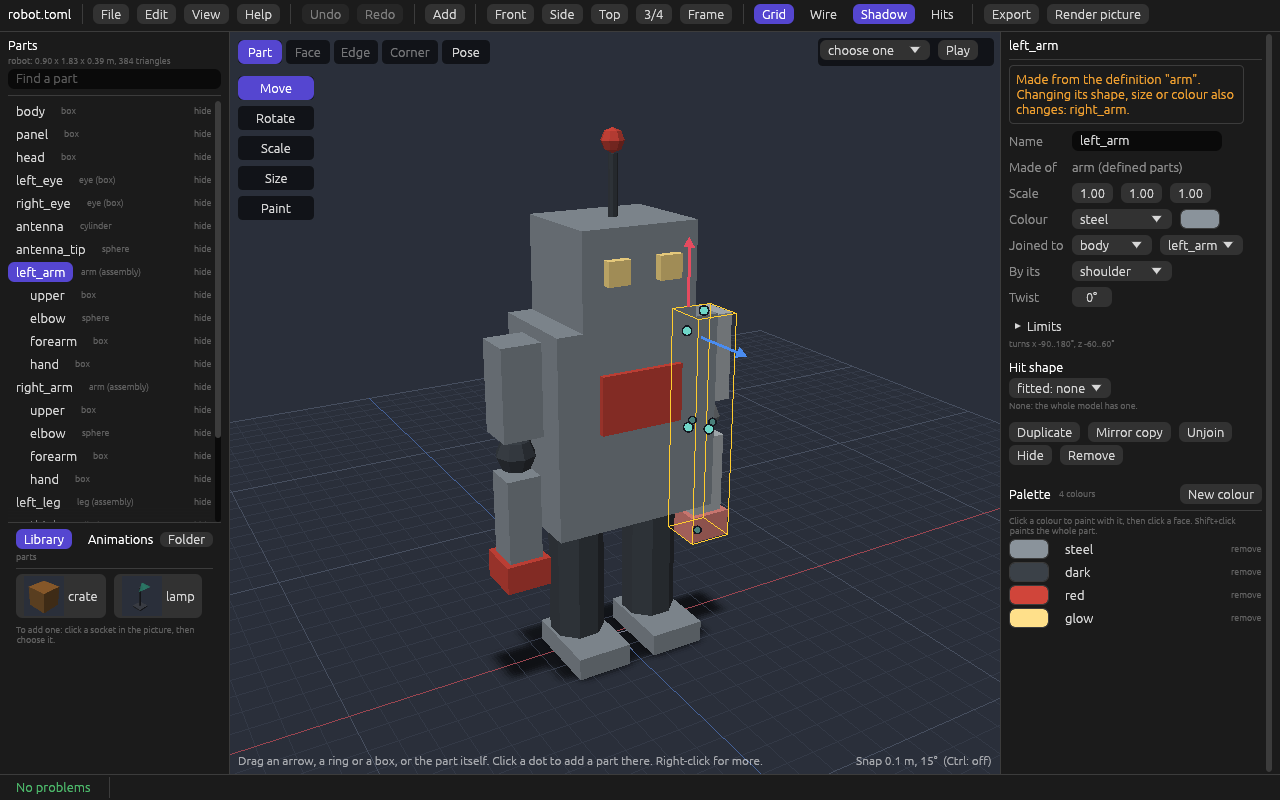 robot.toml File Edit View Help Undo Redo Add Front Side Top 3/4 Frame Grid Wire Shadow Hits Export Render picture
Parts
robot: 0.90 x 1.83 x 0.39 m, 384 triangles
Find a part
body box hide
panel box hide
head box hide
left_eye eye (box) hide
right_eye eye (box) hide
antenna cylinder hide
antenna_tip sphere hide
left_arm arm (assembly) hide
upper box hide
elbow sphere hide
forearm box hide
hand box hide
right_arm arm (assembly) hide
upper box hide
elbow sphere hide
forearm box hide
hand box hide
left_leg leg (assembly) hide
Library Animations Folder
parts
crate lamp
To add one: click a socket in the picture, then
choose it.
No problems
Part Face Edge Corner Pose
choose one Play
Move
Rotate
Scale
Size
Paint
Drag an arrow, a ring or a box, or the part itself. Click a dot to add a part there. Right-click for more.
Snap 0.1 m, 15° (Ctrl: off)
left_arm
Made from the definition "arm".
Changing its shape, size or colour also
changes: right_arm.
Name left_arm
Made of arm (defined parts)
Scale 1.00 1.00 1.00
Colour steel
Joined to body left_arm
By its shoulder
Twist 0°
Limits
turns x -90..180°, z -60..60°
Hit shape
fitted: none
None: the whole model has one.
Duplicate Mirror copy Unjoin
Hide Remove
Palette 4 colours New colour
Click a colour to paint with it, then click a face. Shift+click
paints the whole part.
steel remove
dark remove
red remove
glow remove